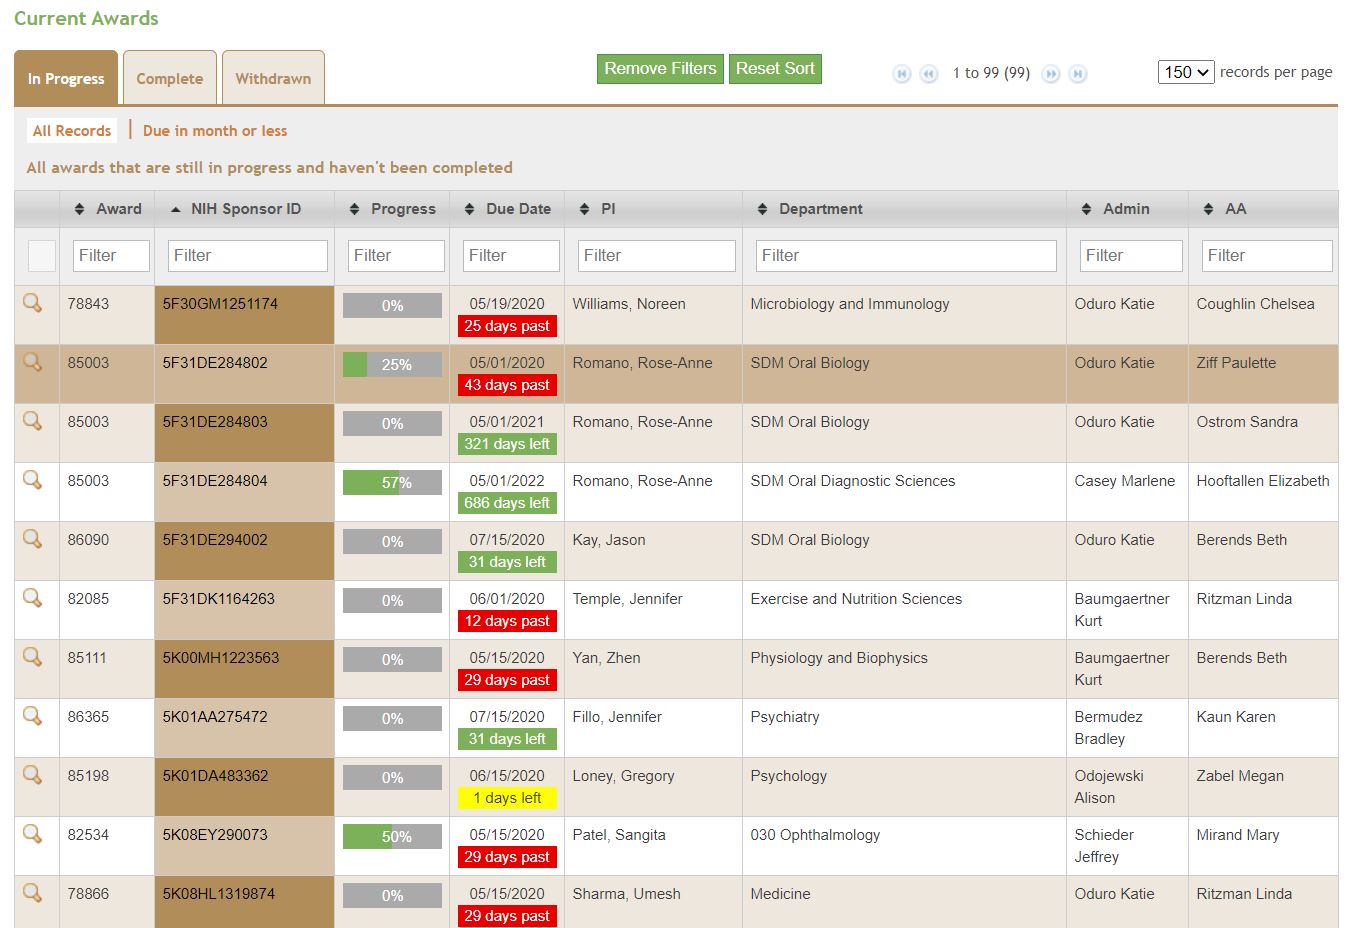 Current Awards
In Progress
Complete
Withdrawn
Remove Filters
Reset Sort
1 to 99 (99)
150 records per page
All Records | Due in month or less
All awards that are still in progress and haven't been completed
Award NIH Sponsor ID Progress Due Date PI Department Admin AA
Filter Filter Filter Filter Filter Filter Filter Filter
78843 5F30GM1251174 0% 05/19/2020 Williams, Noreen Microbiology and Immunology Oduro Katie Coughlin Chelsea
25 days past
85003 5F31DE284802 25% 05/01/2020 Romano, Rose-Anne SDM Oral Biology Oduro Katie Ziff Paulette
43 days past
85003 5F31DE284803 0% 05/01/2021 Romano, Rose-Anne SDM Oral Biology Oduro Katie Ostrom Sandra
321 days left
85003 5F31DE284804 57% 05/01/2022 Romano, Rose-Anne SDM Oral Diagnostic Sciences Casey Marlene Hooftallen Elizabeth
686 days left
86090 5F31DE294002 0% 07/15/2020 Kay, Jason SDM Oral Biology Oduro Katie Berends Beth
31 days left
82085 5F31DK1164263 0% 06/01/2020 Temple, Jennifer Exercise and Nutrition Sciences Baumgaertner Ritzman Linda
12 days past Kurt
85111 5K00MH1223563 0% 05/15/2020 Yan, Zhen Physiology and Biophysics Baumgaertner Berends Beth
29 days past Kurt
86365 5K01AA275472 0% 07/15/2020 Fillo, Jennifer Psychiatry Bermudez Kaun Karen
31 days left Bradley
85198 5K01DA483362 0% 06/15/2020 Loney, Gregory Psychology Odojewski Zabel Megan
1 days left Alison
82534 5K08EY290073 50% 05/15/2020 Patel, Sangita 030 Ophthalmology Schieder Mirand Mary
29 days past Jeffrey
78866 5K08HL1319874 0% 05/15/2020 Sharma, Umesh Medicine Oduro Katie Ritzman Linda
29 days past